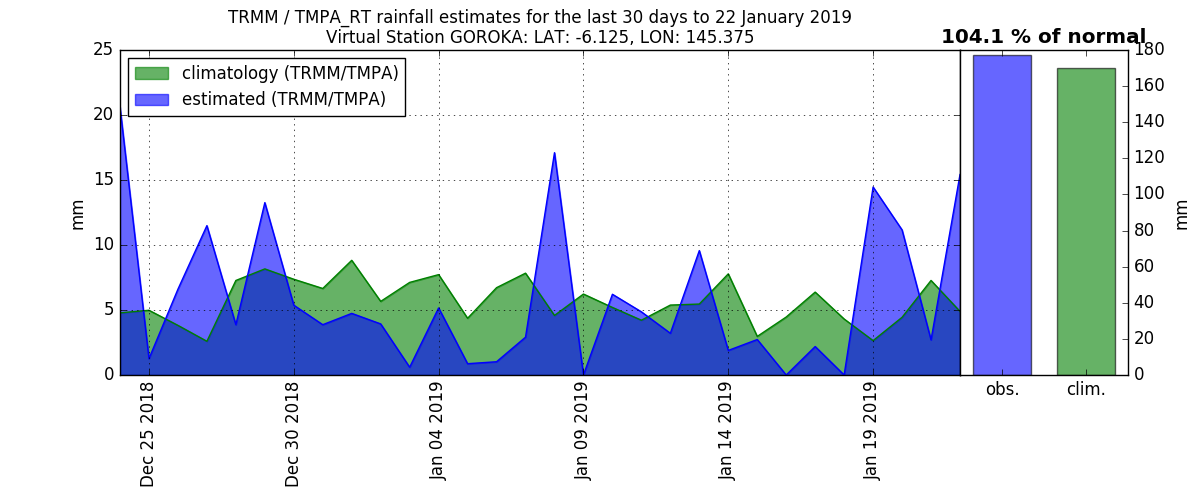 TRMM / TMPA_RT rainfall estimates for the last 30 days to 22 January 2019
Virtual Station GOROKA: LAT: -6.125, LON: 145.375
104.1 % of normal
climatology (TRMM/TMPA)
estimated (TRMM/TMPA)
mm
25
20
15
10
5
0
Dec 25 2018
Dec 30 2018
Jan 04 2019
Jan 09 2019
Jan 14 2019
Jan 19 2019
obs.
clim.
180
160
140
120
100
80
60
40
20
0
mm